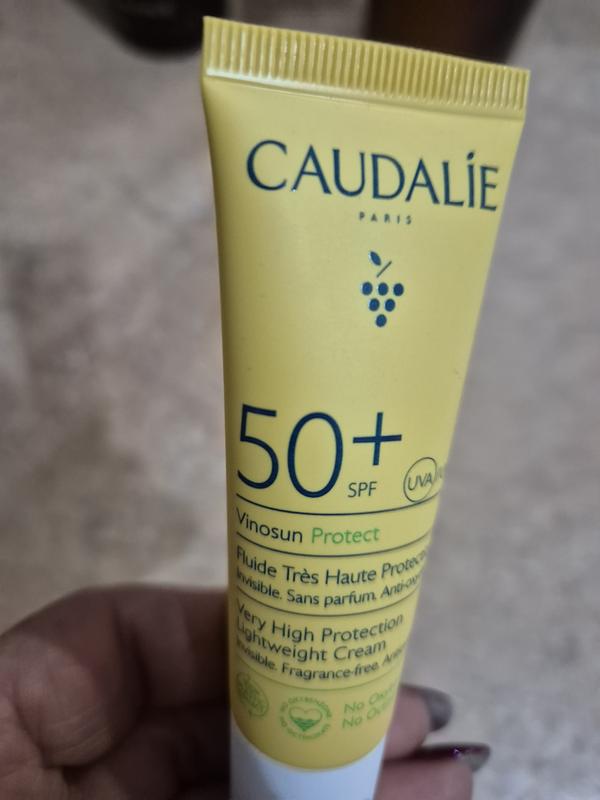 CAUDALÍE
PARIS
50+
SPF
UVA
Vinosun Protect
Fluide Très Haute
Invisible. Sans parfum.
Very High Protection
Lightweight Cream
Invisible. Fragrance-free.
No
No